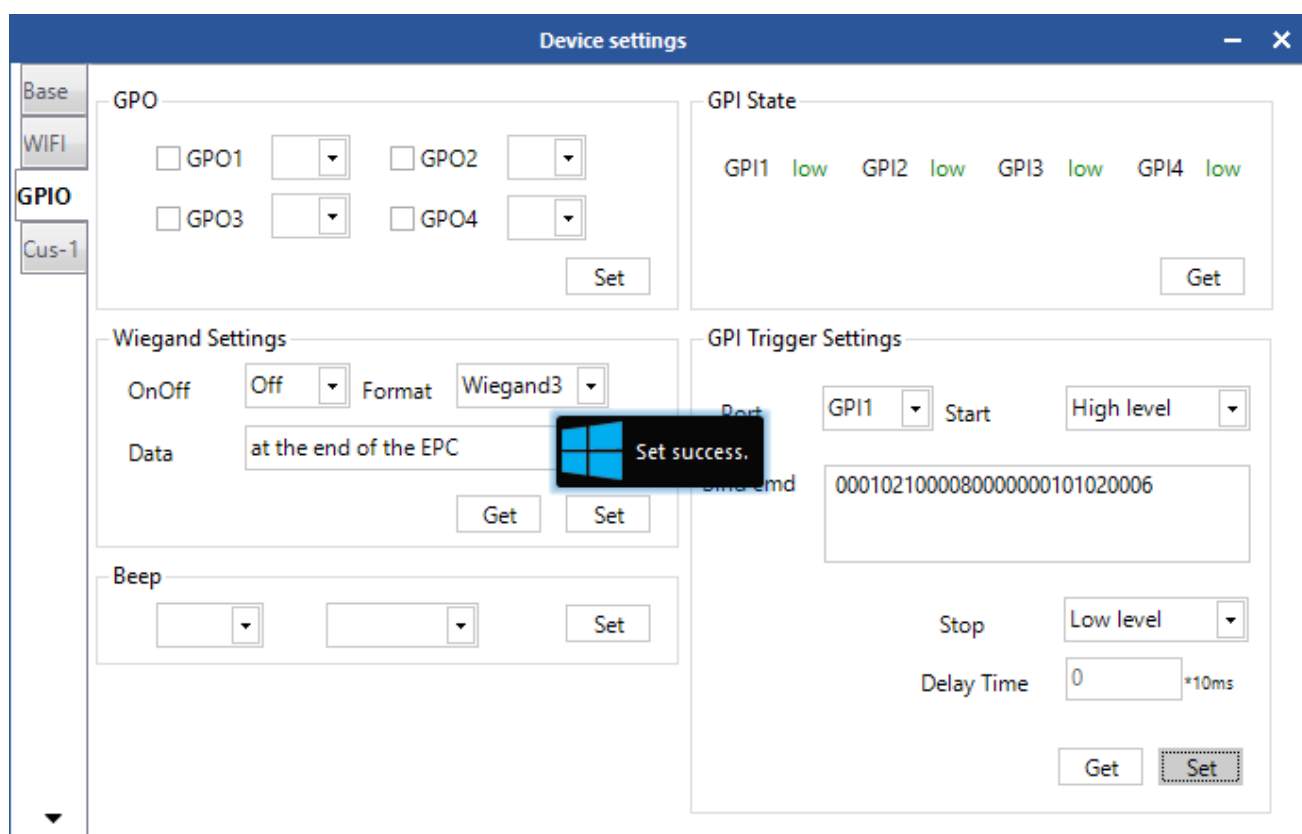 Device settings
Base
WIFI
GPIO
Cus-1
GPO
GPO1
GPO2
GPO3
GPO4
Set
GPI State
GPI1 low GPI2 low GPI3 low GPI4 low
Get
Wiegand Settings
OnOff Off Format Wiegand3
Data at the end of the EPC
Get Set
Set success.
Beep
Set
GPI Trigger Settings
Port GPI1 Start High level
cmd 0001021000080000000101020006
Stop Low level
Delay Time 0 *10ms
Get Set